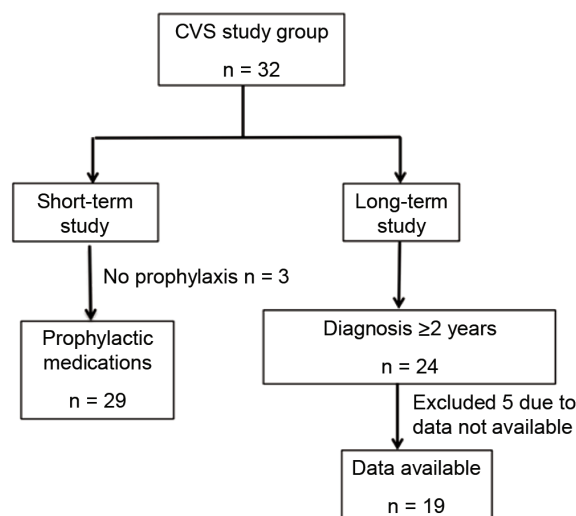 CVS study group
n = 32
Short-term
study
Long-term
study
No prophylaxis n = 3
Prophylactic
medications
n = 29
Diagnosis ≥2 years
n = 24
Excluded 5 due to
data not available
Data available
n = 19